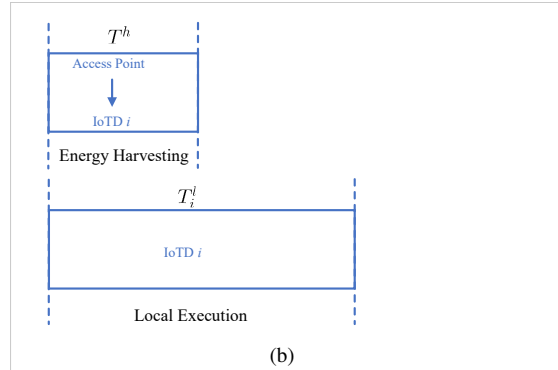 T^h
Access Point
IoTD i
Energy Harvesting
T_i^l
IoTD i
Local Execution
(b)